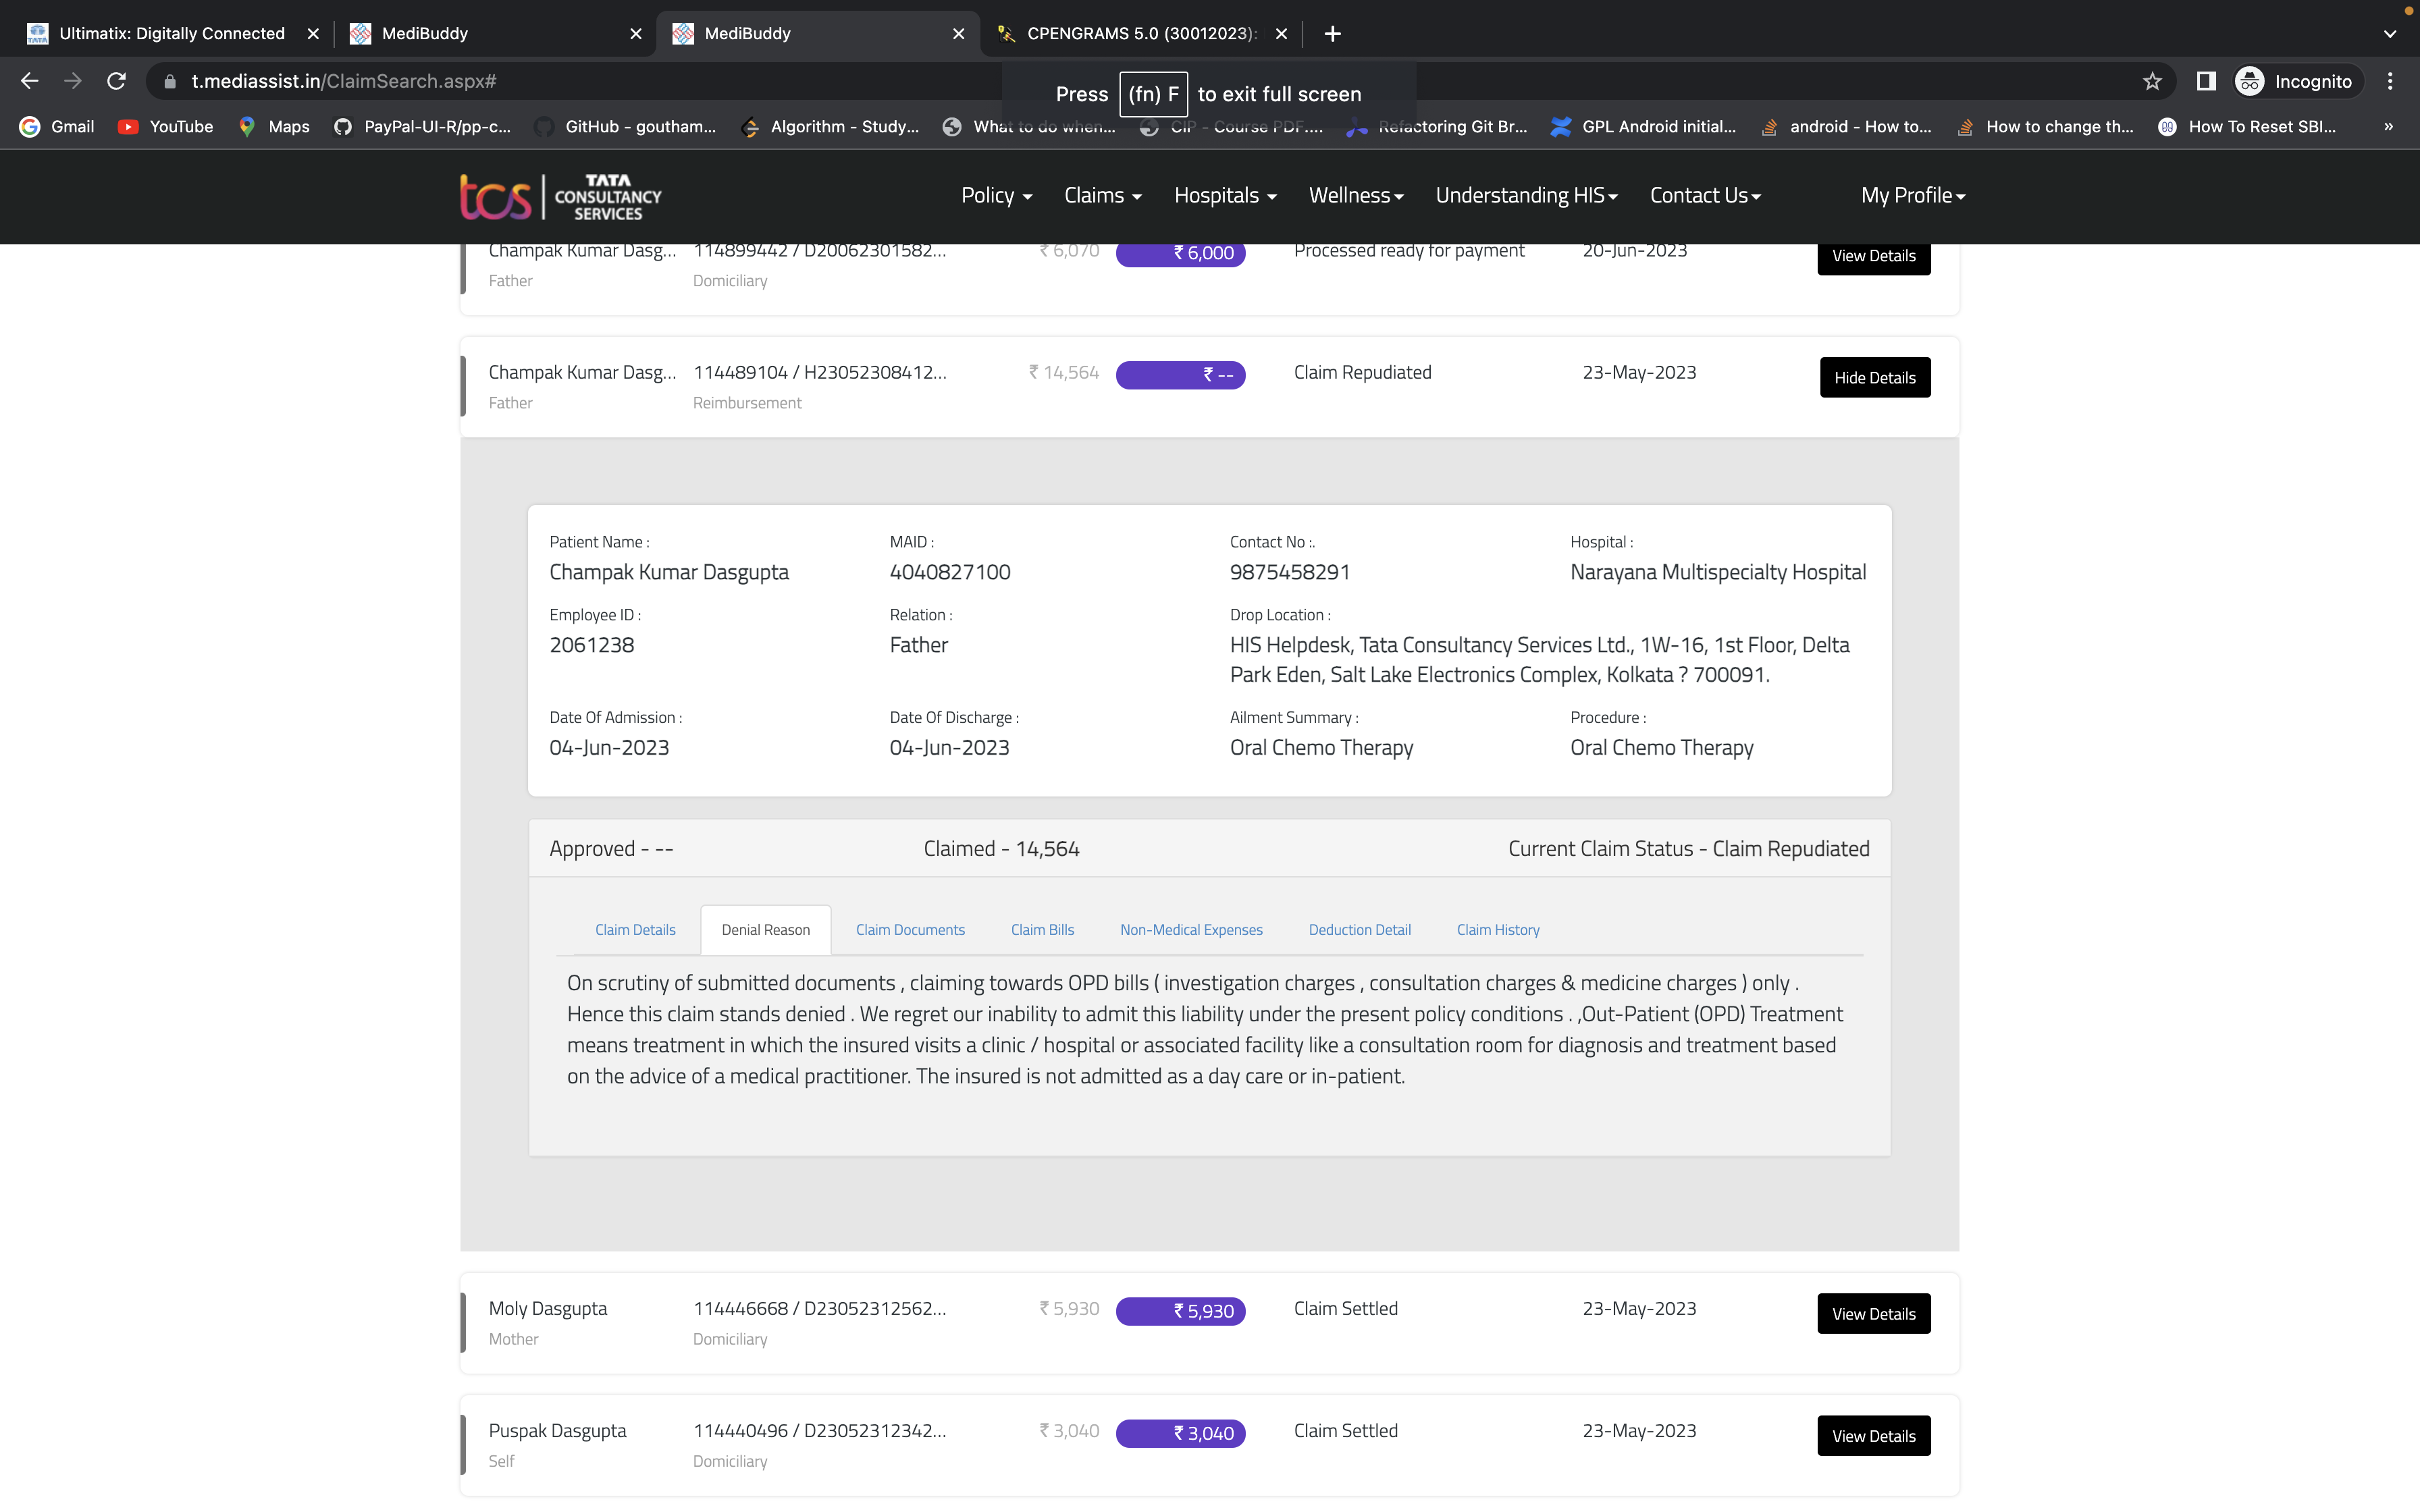 Ultimatix: Digitally Connected
MediBuddy
MediBuddy
CPENGRAMS 5.0 (30012023):
t.mediassist.in/ClaimSearch.aspx#
Incognito
Press (fn) F to exit full screen
Gmail
YouTube
Maps
PayPal-UI-R/pp-c...
GitHub - goutham...
Algorithm - Study...
What to do when...
CIP - Course PDF....
Refactoring Git Br...
GPL Android initial...
android - How to...
How to change th...
How To Reset SBI...
»
tcs TATA
CONSULTANCY
SERVICES
Policy
Claims
Hospitals
Wellness
Understanding HIS
Contact Us
My Profile
Champak Kumar Dasg... 114899442 / D20062301582... ₹ 6,070 ₹ 6,000 Processed ready for payment 20-Jun-2023 View Details
Father Domiciliary
Champak Kumar Dasg... 114489104 / H23052308412... ₹ 14,564 ₹ -- Claim Repudiated 23-May-2023 Hide Details
Father Reimbursement
Patient Name : MAID : Contact No :. Hospital :
Champak Kumar Dasgupta 4040827100 9875458291 Narayana Multispecialty Hospital
Employee ID : Relation : Drop Location :
2061238 Father HIS Helpdesk, Tata Consultancy Services Ltd., 1W-16, 1st Floor, Delta
Park Eden, Salt Lake Electronics Complex, Kolkata ? 700091.
Date Of Admission : Date Of Discharge : Ailment Summary : Procedure :
04-Jun-2023 04-Jun-2023 Oral Chemo Therapy Oral Chemo Therapy
Approved - -- Claimed - 14,564 Current Claim Status - Claim Repudiated
Claim Details Denial Reason Claim Documents Claim Bills Non-Medical Expenses Deduction Detail Claim History
On scrutiny of submitted documents , claiming towards OPD bills ( investigation charges , consultation charges & medicine charges ) only .
Hence this claim stands denied . We regret our inability to admit this liability under the present policy conditions . ,Out-Patient (OPD) Treatment
means treatment in which the insured visits a clinic / hospital or associated facility like a consultation room for diagnosis and treatment based
on the advice of a medical practitioner. The insured is not admitted as a day care or in-patient.
Moly Dasgupta 114446668 / D23052312562... ₹ 5,930 ₹ 5,930 Claim Settled 23-May-2023 View Details
Mother Domiciliary
Puspak Dasgupta 114440496 / D23052312342... ₹ 3,040 ₹ 3,040 Claim Settled 23-May-2023 View Details
Self Domiciliary